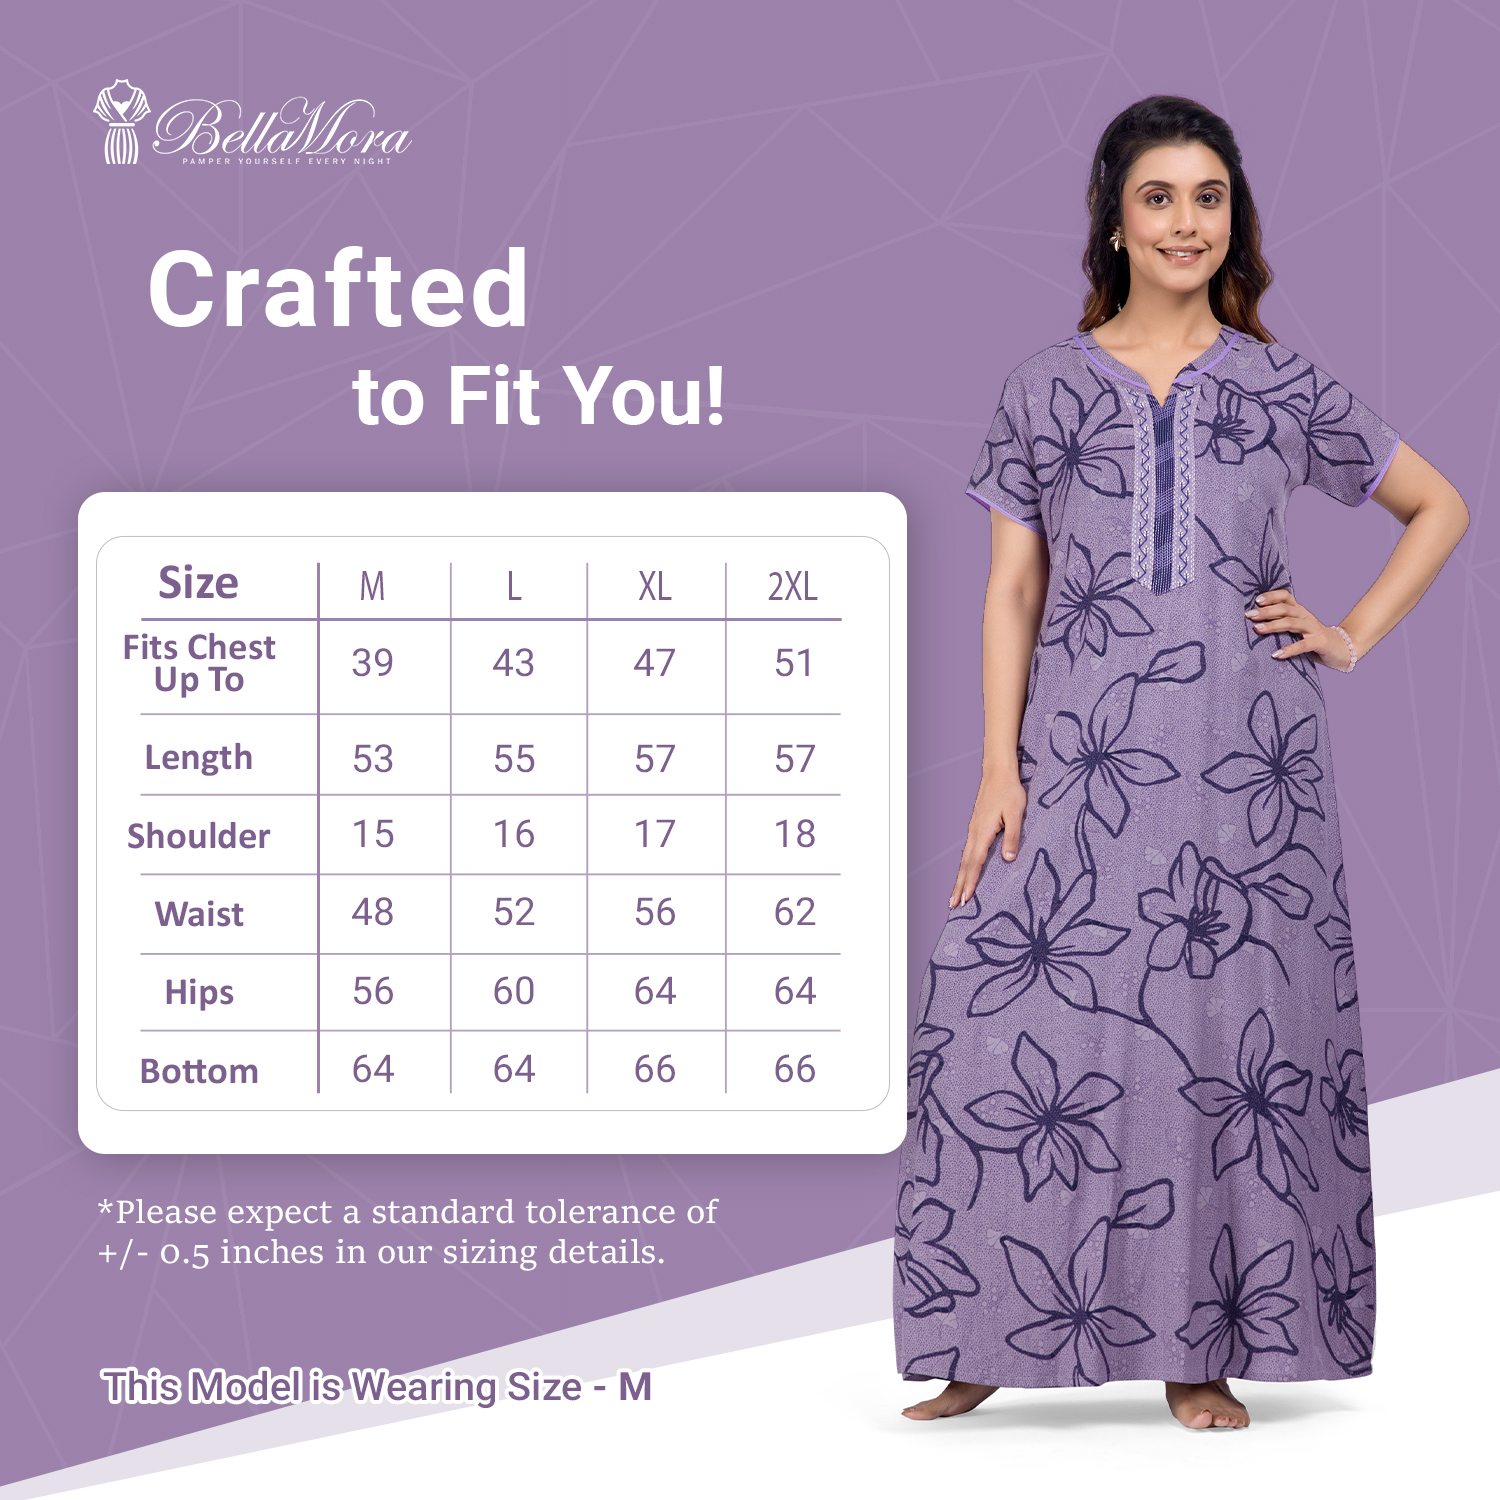 BellaMora
PAMPER YOURSELF EVERY NIGHT
Crafted
to Fit You!
Size M L XL 2XL
Fits Chest
Up To 39 43 47 51
Length 53 55 57 57
Shoulder 15 16 17 18
Waist 48 52 56 62
Hips 56 60 64 64
Bottom 64 64 66 66
*Please expect a standard tolerance of
+/- 0.5 inches in our sizing details.
This Model is Wearing Size - M